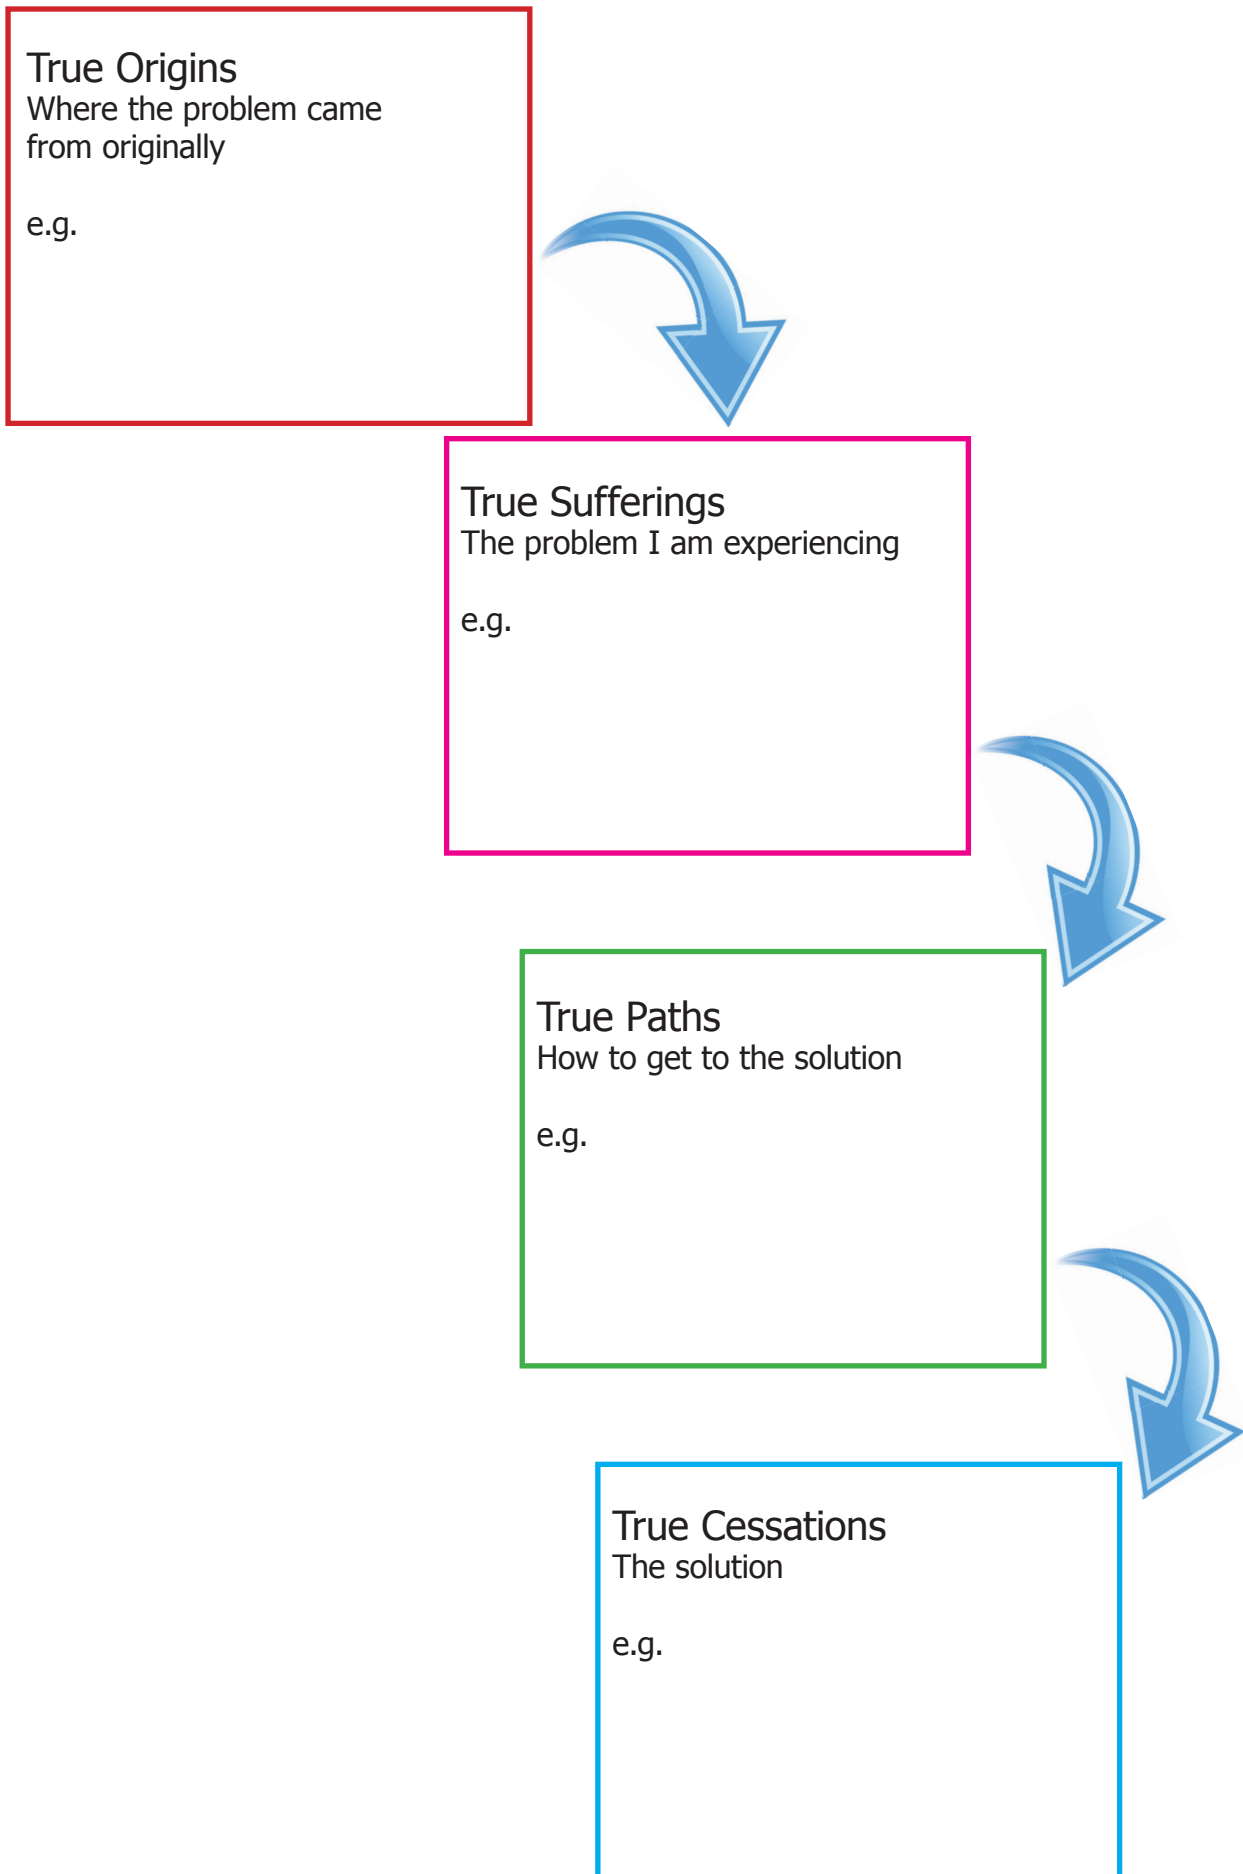 True Origins
Where the problem came
from originally
e.g.
True Sufferings
The problem I am experiencing
e.g.
True Paths
How to get to the solution
e.g.
True Cessations
The solution
e.g.